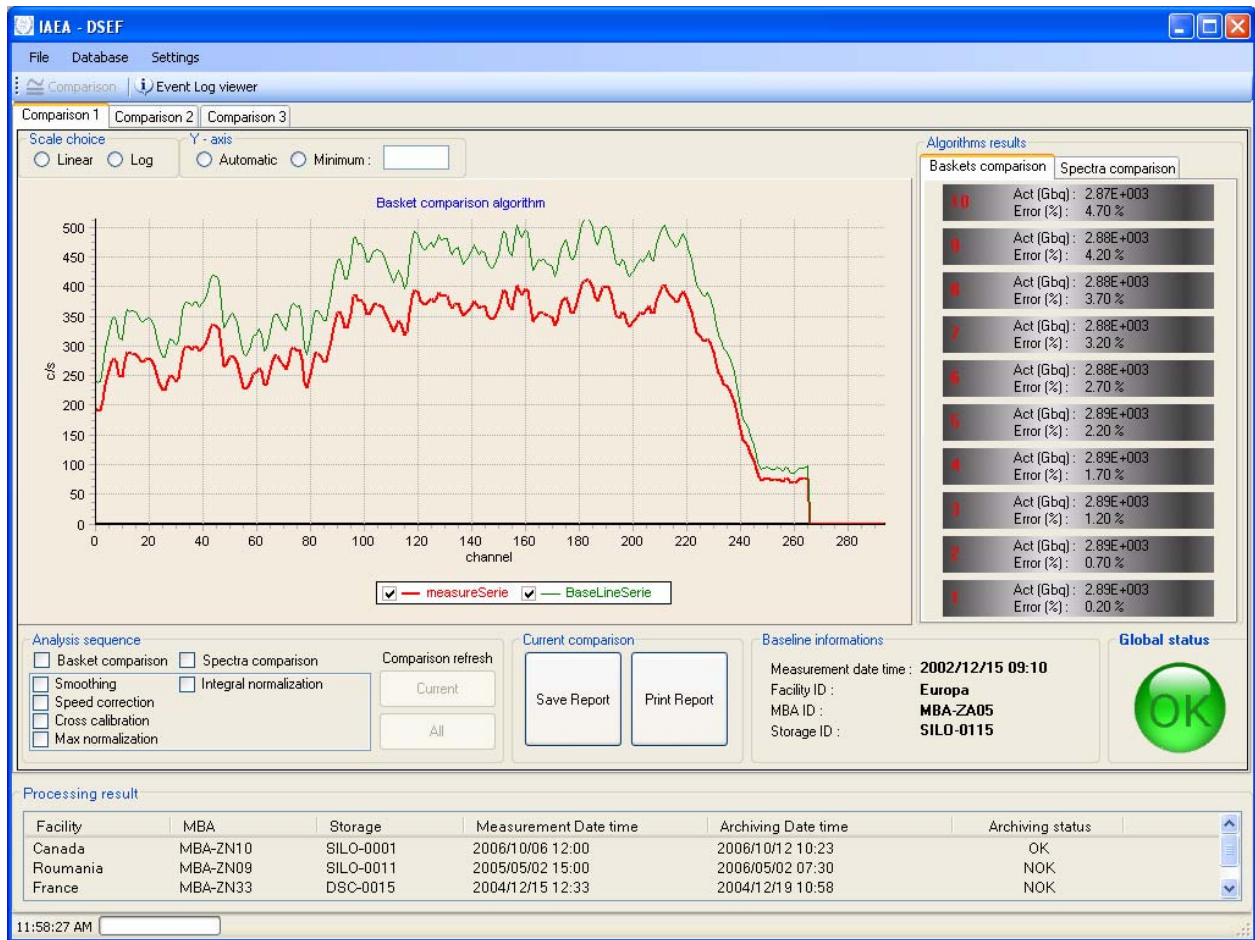 IAEA - DSEF
File Database Settings
Comparison Event Log viewer
Comparison 1 Comparison 2 Comparison 3
Scale choice
Linear Log
Y - axis
Automatic Minimum :
Basket comparison algorithm
500
450
400
350
300
250
200
150
100
50
0
c/s
0 20 40 60 80 100 120 140 160 180 200 220 240 260 280
channel
measureSerie BaseLineSerie
Algorithms results
Baskets comparison Spectra comparison
10 Act (Gbq) : 2.87E+003
Error (%) : 4.70 %
9 Act (Gbq) : 2.88E+003
Error (%) : 4.20 %
8 Act (Gbq) : 2.88E+003
Error (%) : 3.70 %
7 Act (Gbq) : 2.88E+003
Error (%) : 3.20 %
6 Act (Gbq) : 2.88E+003
Error (%) : 2.70 %
5 Act (Gbq) : 2.89E+003
Error (%) : 2.20 %
4 Act (Gbq) : 2.89E+003
Error (%) : 1.70 %
3 Act (Gbq) : 2.89E+003
Error (%) : 1.20 %
2 Act (Gbq) : 2.89E+003
Error (%) : 0.70 %
1 Act (Gbq) : 2.89E+003
Error (%) : 0.20 %
Analysis sequence
Basket comparison Spectra comparison
Smoothing Integral normalization
Speed correction
Cross calibration
Max normalization
Comparison refresh
Current
All
Current comparison
Save Report Print Report
Baseline informations
Measurement date time : 2002/12/15 09:10
Facility ID : Europa
MBA ID : MBA-ZA05
Storage ID : SILO-0115
Global status
OK
Processing result
Facility MBA Storage Measurement Date time Archiving Date time Archiving status
Canada MBA-ZN10 SILO-0001 2006/10/06 12:00 2006/10/12 10:23 OK
Roumania MBA-ZN09 SILO-0011 2005/05/02 15:00 2006/05/02 07:30 NOK
France MBA-ZN33 DSC-0015 2004/12/15 12:33 2004/12/19 10:58 NOK
11:58:27 AM